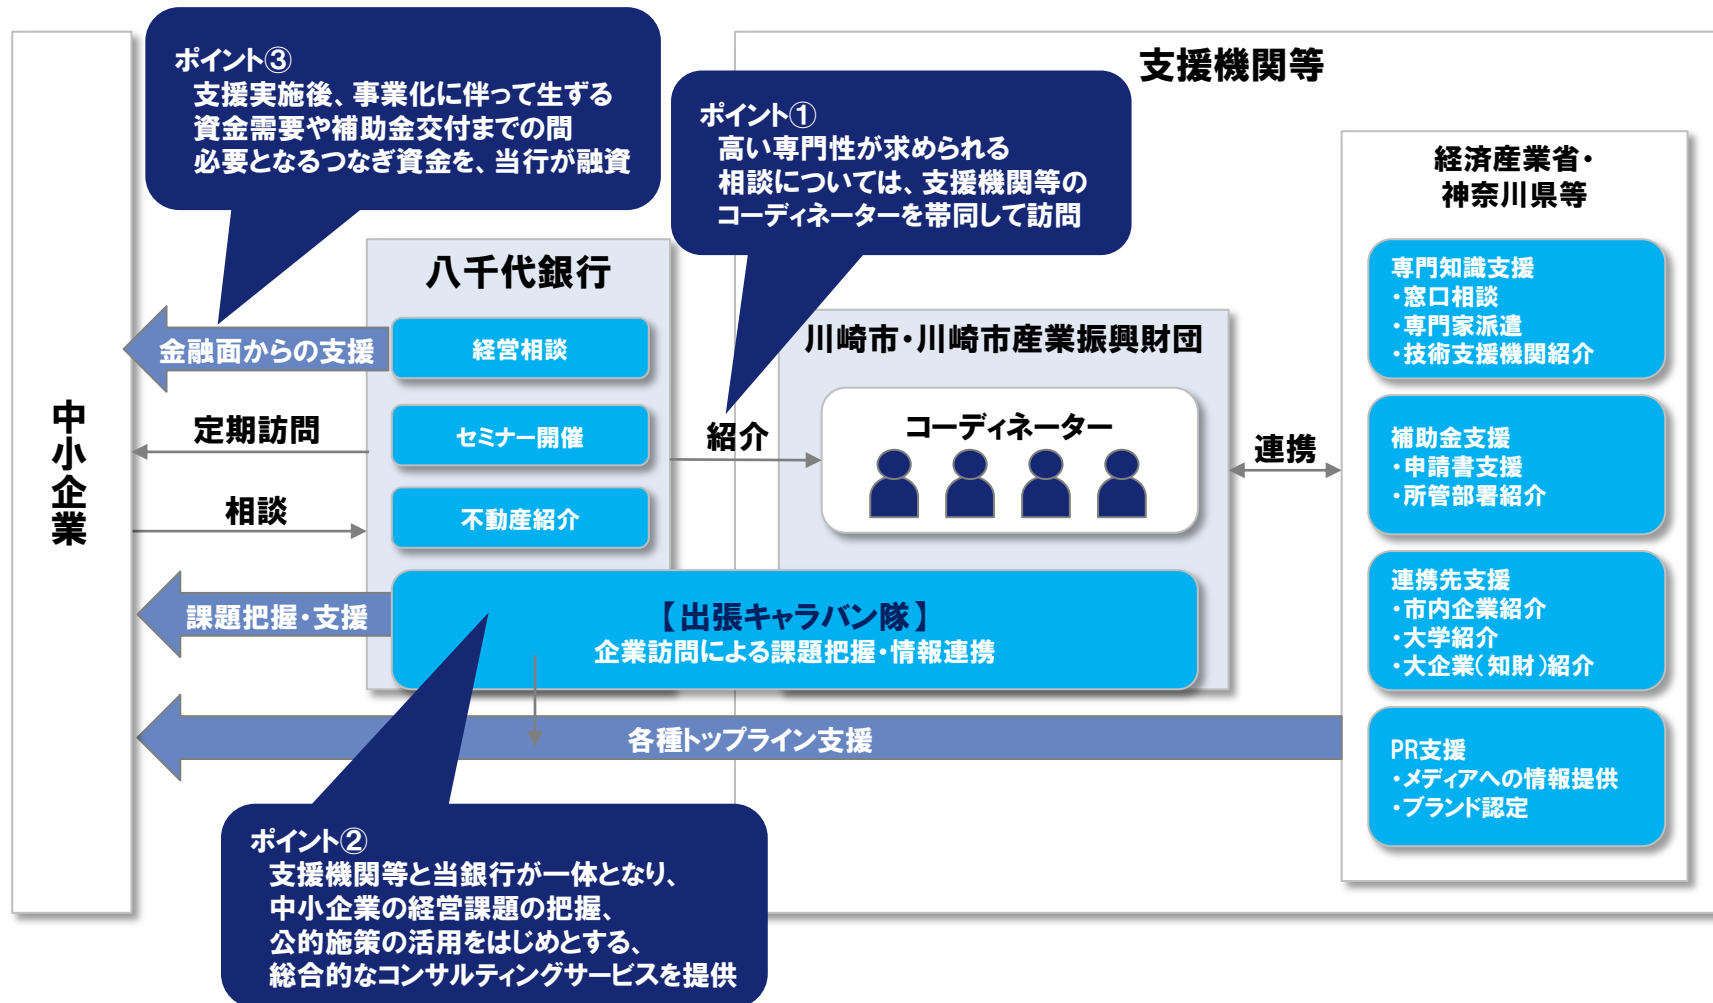 ポイント③
支援実施後、事業化に伴って生ずる
資金需要や補助金交付までの間
必要となるつなぎ資金を、当行が融資
ポイント①
高い専門性が求められる
相談については、支援機関等の
コーディネーターを帯同して訪問
支援機関等
経済産業省・
神奈川県等
専門知識支援
・窓口相談
・専門家派遣
・技術支援機関紹介
補助金支援
・申請書支援
・所管部署紹介
連携先支援
・市内企業紹介
・大学紹介
・大企業(知財)紹介
PR支援
・メディアへの情報提供
・ブランド認定
八千代銀行
経営相談
セミナー開催
不動産紹介
川崎市・川崎市産業振興財団
コーディネーター
金融面からの支援
定期訪問
相談
課題把握・支援
紹介
連携
中小企業
【出張キャラバン隊】
企業訪問による課題把握・情報連携
各種トップライン支援
ポイント②
支援機関等と当銀行が一体となり、
中小企業の経営課題の把握、
公的施策の活用をはじめとする、
総合的なコンサルティングサービスを提供